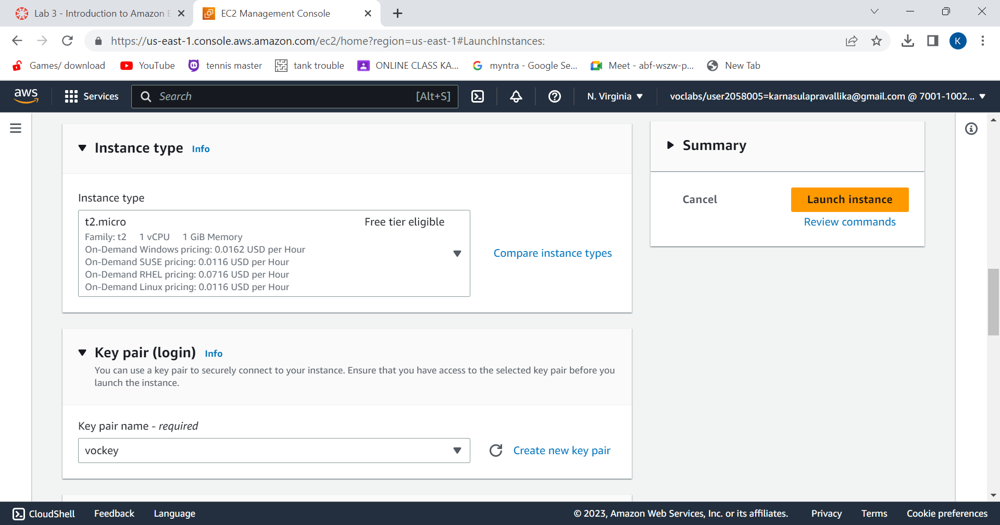 Lab 3 - Introduction to Amazon E
EC2 Management Console
https://us-east-1.console.aws.amazon.com/ec2/home?region=us-east-1#LaunchInstances:
K
Games/ download
YouTube
tennis master
tank trouble
ONLINE CLASS KA...
myntra - Google Se...
Meet - abf-wszw-p...
New Tab
aws
Services
Search
[Alt+S]
N. Virginia
voclabs/user2058005=karnasulapravallika@gmail.com @ 7001-1002...
Instance type Info
Instance type
t2.micro
Free tier eligible
Family: t2 1 vCPU 1 GiB Memory
On-Demand Windows pricing: 0.0162 USD per Hour
On-Demand SUSE pricing: 0.0116 USD per Hour
On-Demand RHEL pricing: 0.0716 USD per Hour
On-Demand Linux pricing: 0.0116 USD per Hour
Compare instance types
Key pair (login) Info
You can use a key pair to securely connect to your instance. Ensure that you have access to the selected key pair before you
launch the instance.
Key pair name - required
vockey
Create new key pair
Summary
Cancel
Launch instance
Review commands
CloudShell
Feedback
Language
© 2023, Amazon Web Services, Inc. or its affiliates.
Privacy
Terms
Cookie preferences